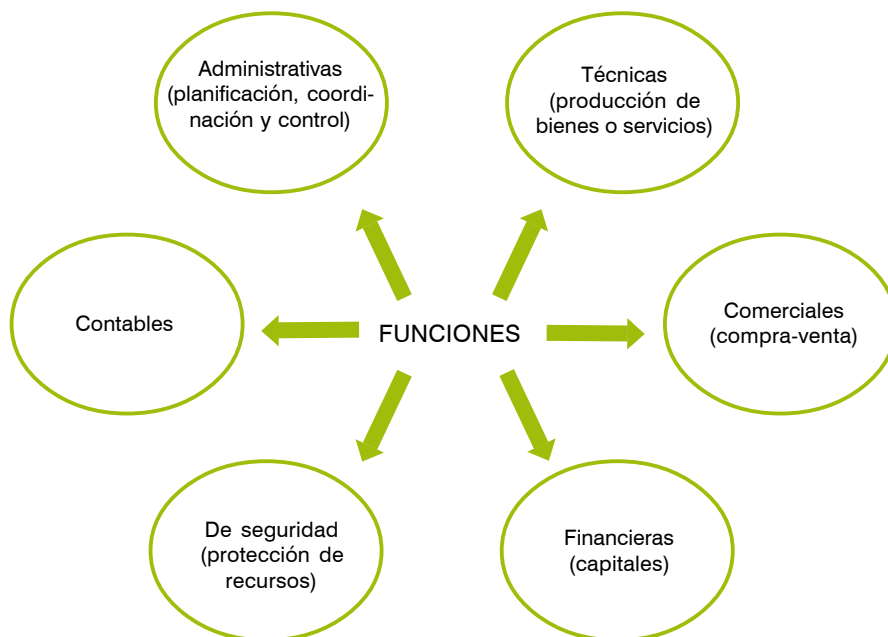 Administrativas
(planificación, coordi-
nación y control)
Técnicas
(producción de
bienes o servicios)
Contables
FUNCIONES
Comerciales
(compra-venta)
De seguridad
(protección de
recursos)
Financieras
(capitales)